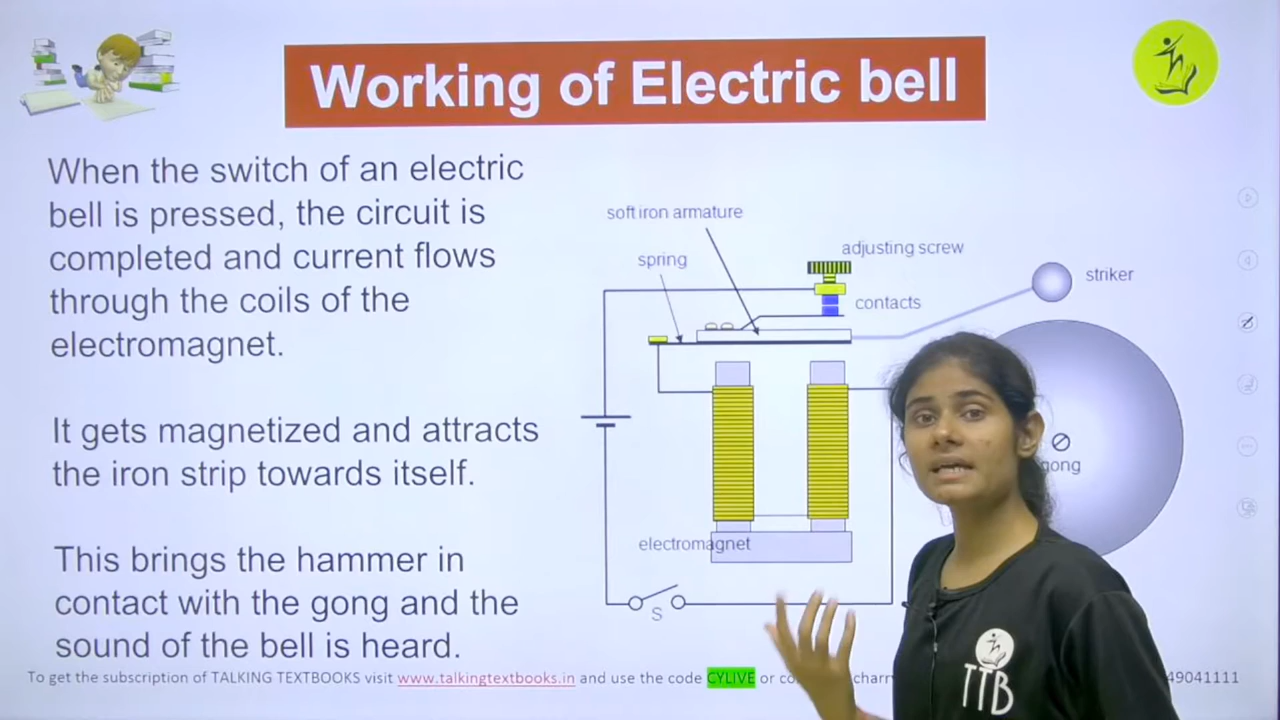 Working of Electric bell
When the switch of an electric
bell is pressed, the circuit is
completed and current flows
through the coils of the
electromagnet.
It gets magnetized and attracts
the iron strip towards itself.
This brings the hammer in
contact with the gong and the
sound of the bell is heard.
soft iron armature
adjusting screw
spring
striker
contacts
gong
electromagnet
S
TTB
To get the subscription of TALKING TEXTBOOKS visit www.talkingtextbooks.in and use the code CYLIVE or